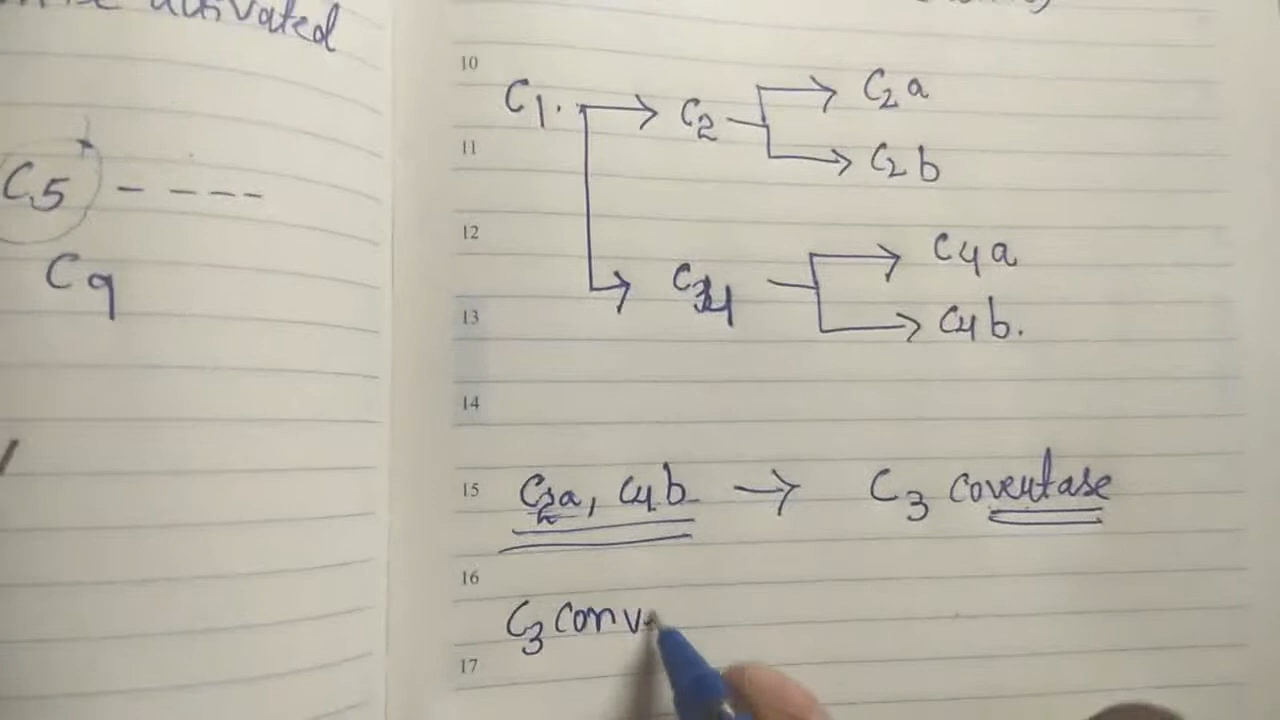 activated
C5 - - - - -
C9
10
C1. → C2 → C2a
11
→ C2b
12
→ C4 → C4a
13
→ C4b.
14
15 C2a, C4b → C3 coventase
16
C3 conv
17